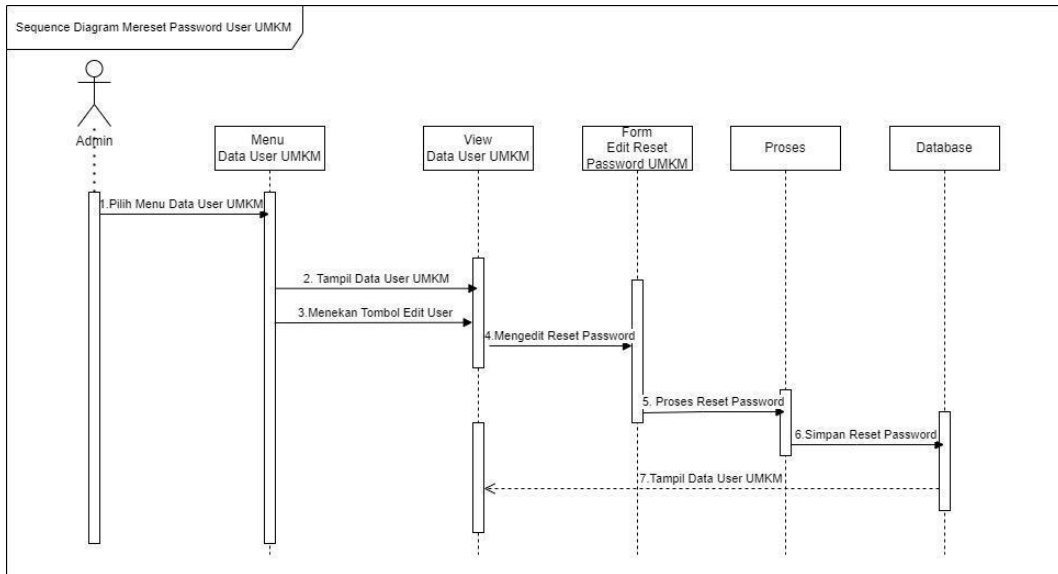 Sequence Diagram Mereset Password User UMKM
Admin
Menu
Data User UMKM
View
Data User UMKM
Form
Edit Reset
Password UMKM
Proses
Database
1.Pilih Menu Data User UMKM
2. Tampil Data User UMKM
3.Menekan Tombol Edit User
4.Mengedit Reset Password
5. Proses Reset Password
6.Simpan Reset Password
7.Tampil Data User UMKM